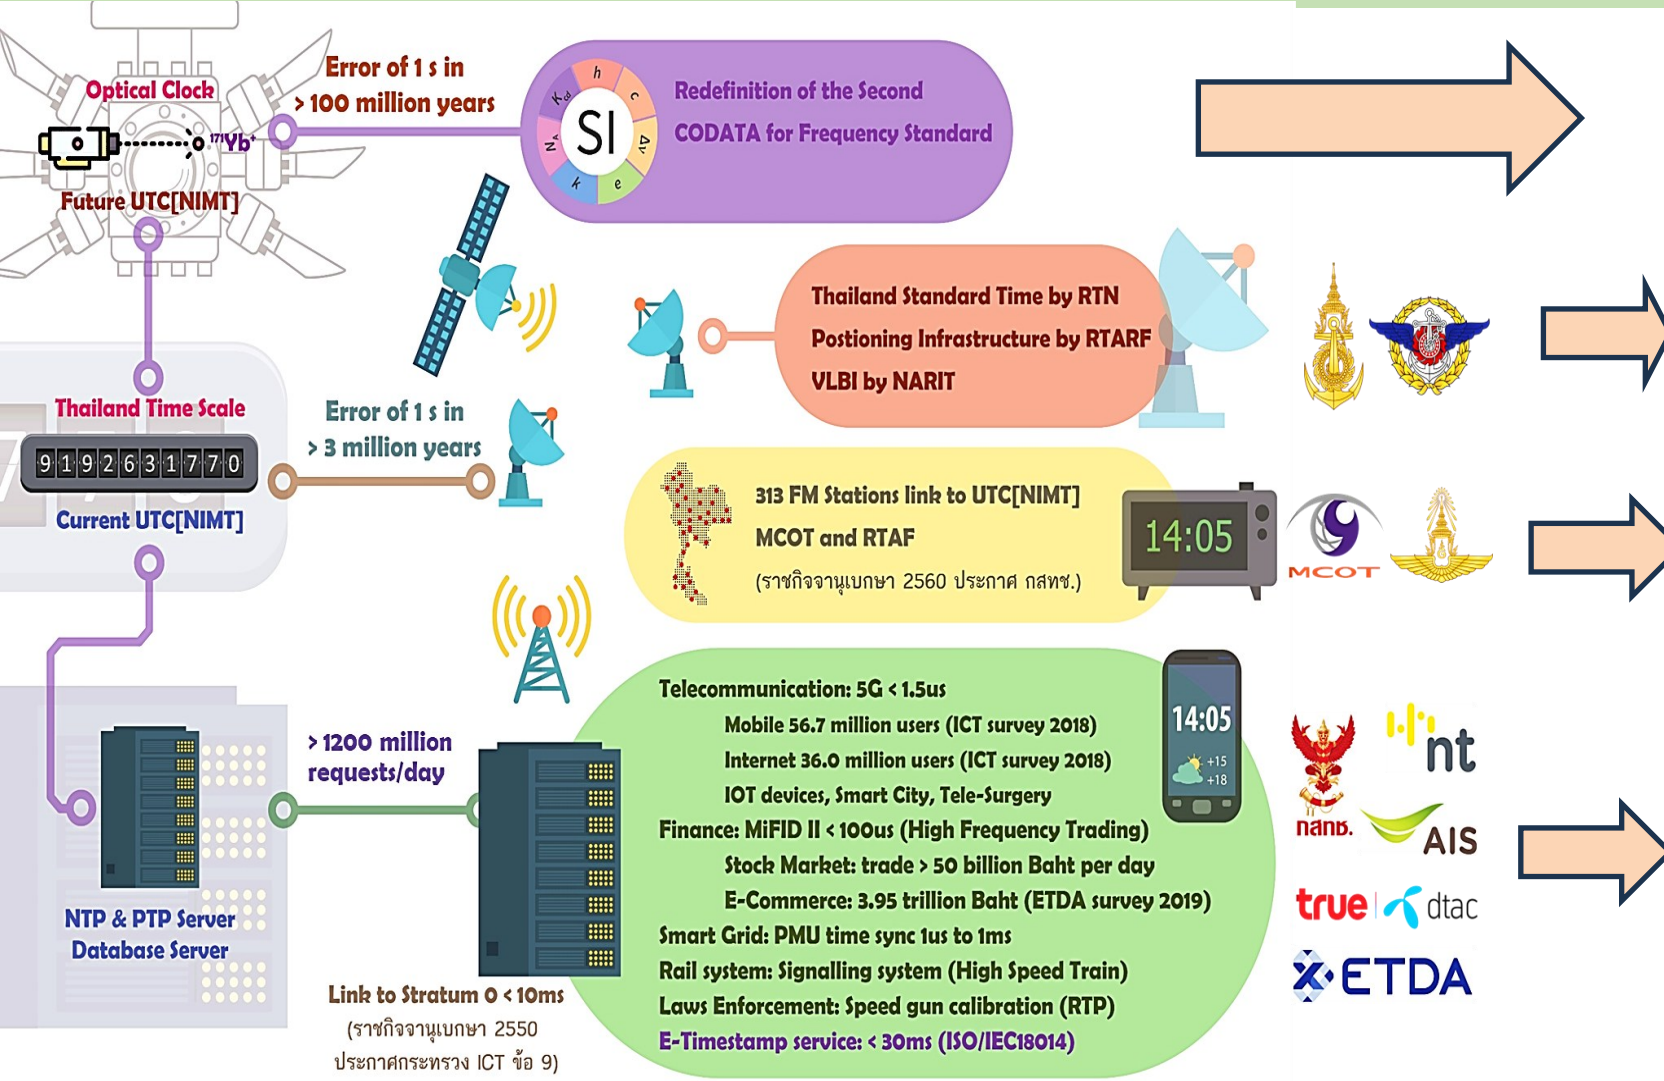 Optical Clock
171Yb+
Future UTC[NIMT]
Error of 1 s in
> 100 million years
h
c
Δν
e
k
NA
Kcd
SI
Redefinition of the Second
CODATA for Frequency Standard
Thailand Standard Time by RTN
Postioning Infrastructure by RTARF
VLBI by NARIT
Thailand Time Scale
9192631770
Current UTC[NIMT]
Error of 1 s in
> 3 million years
313 FM Stations link to UTC[NIMT]
MCOT and RTAF
(ราชกิจจานุเบกษา 2560 ประกาศ กสทช.)
14:05
MCOT
NTP & PTP Server
Database Server
> 1200 million
requests/day
Link to Stratum 0 < 10ms
(ราชกิจจานุเบกษา 2550
ประกาศกระทรวง ICT ข้อ 9)
Telecommunication: 5G < 1.5us
Mobile 56.7 million users (ICT survey 2018)
Internet 36.0 million users (ICT survey 2018)
IOT devices, Smart City, Tele-Surgery
Finance: MiFID II < 100us (High Frequency Trading)
Stock Market: trade > 50 billion Baht per day
E-Commerce: 3.95 trillion Baht (ETDA survey 2019)
Smart Grid: PMU time sync 1us to 1ms
Rail system: Signalling system (High Speed Train)
Laws Enforcement: Speed gun calibration (RTP)
E-Timestamp service: < 30ms (ISO/IEC18014)
14:05
+15
+18
กสทช.
nt
AIS
true
dtac
ETDA